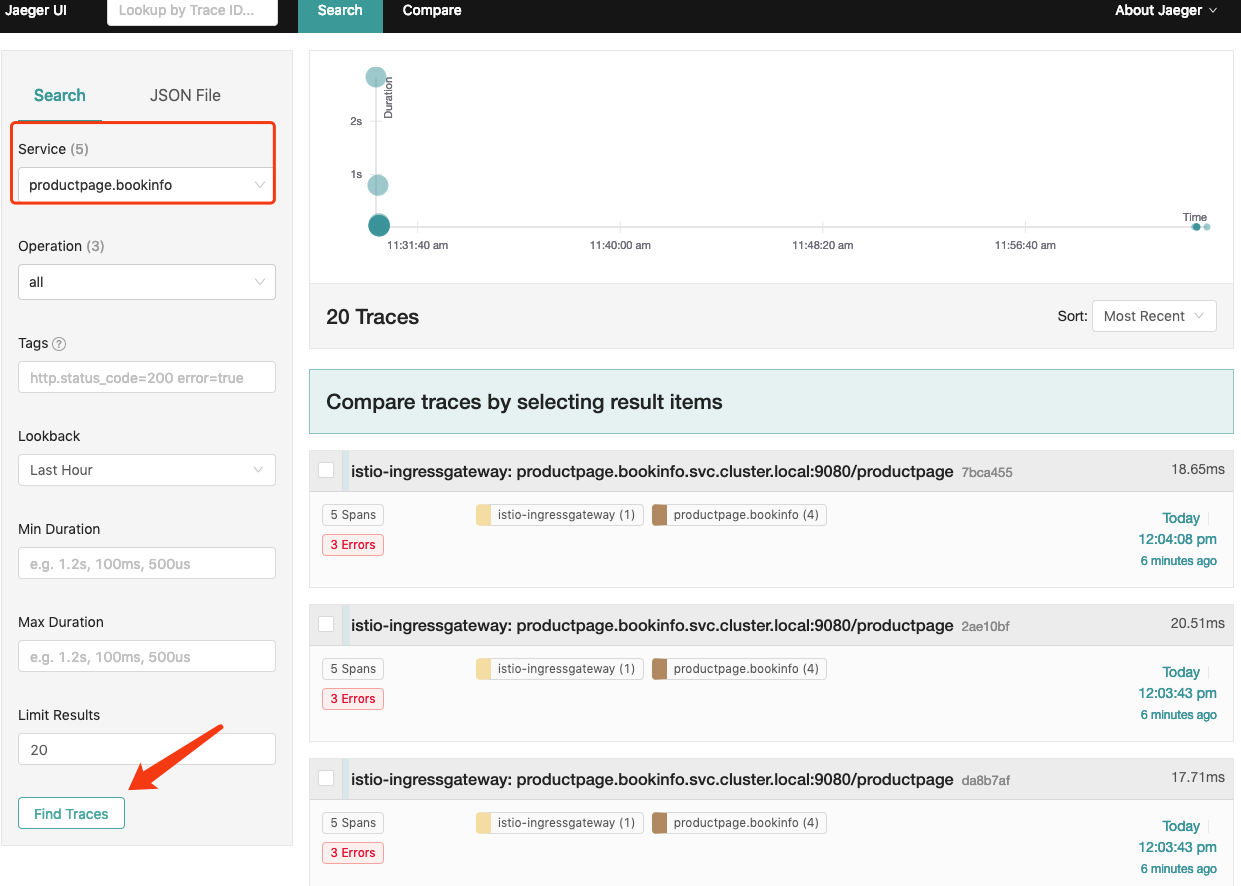 Jaeger UI
Lookup by Trace ID...
Search
Compare
About Jaeger
Search
JSON File
Service (5)
productpage.bookinfo
Operation (3)
all
Tags ?
http.status_code=200 error=true
Lookback
Last Hour
Min Duration
e.g. 1.2s, 100ms, 500us
Max Duration
e.g. 1.2s, 100ms, 500us
Limit Results
20
Find Traces
Duration
2s
1s
Time
11:31:40 am
11:40:00 am
11:48:20 am
11:56:40 am
20 Traces
Sort: Most Recent
Compare traces by selecting result items
istio-ingressgateway: productpage.bookinfo.svc.cluster.local:9080/productpage 7bca455
18.65ms
5 Spans
istio-ingressgateway (1)
productpage.bookinfo (4)
3 Errors
Today
12:04:08 pm
6 minutes ago
istio-ingressgateway: productpage.bookinfo.svc.cluster.local:9080/productpage 2ae10bf
20.51ms
5 Spans
istio-ingressgateway (1)
productpage.bookinfo (4)
3 Errors
Today
12:03:43 pm
6 minutes ago
istio-ingressgateway: productpage.bookinfo.svc.cluster.local:9080/productpage da8b7af
17.71ms
5 Spans
istio-ingressgateway (1)
productpage.bookinfo (4)
3 Errors
Today
12:03:43 pm
6 minutes ago